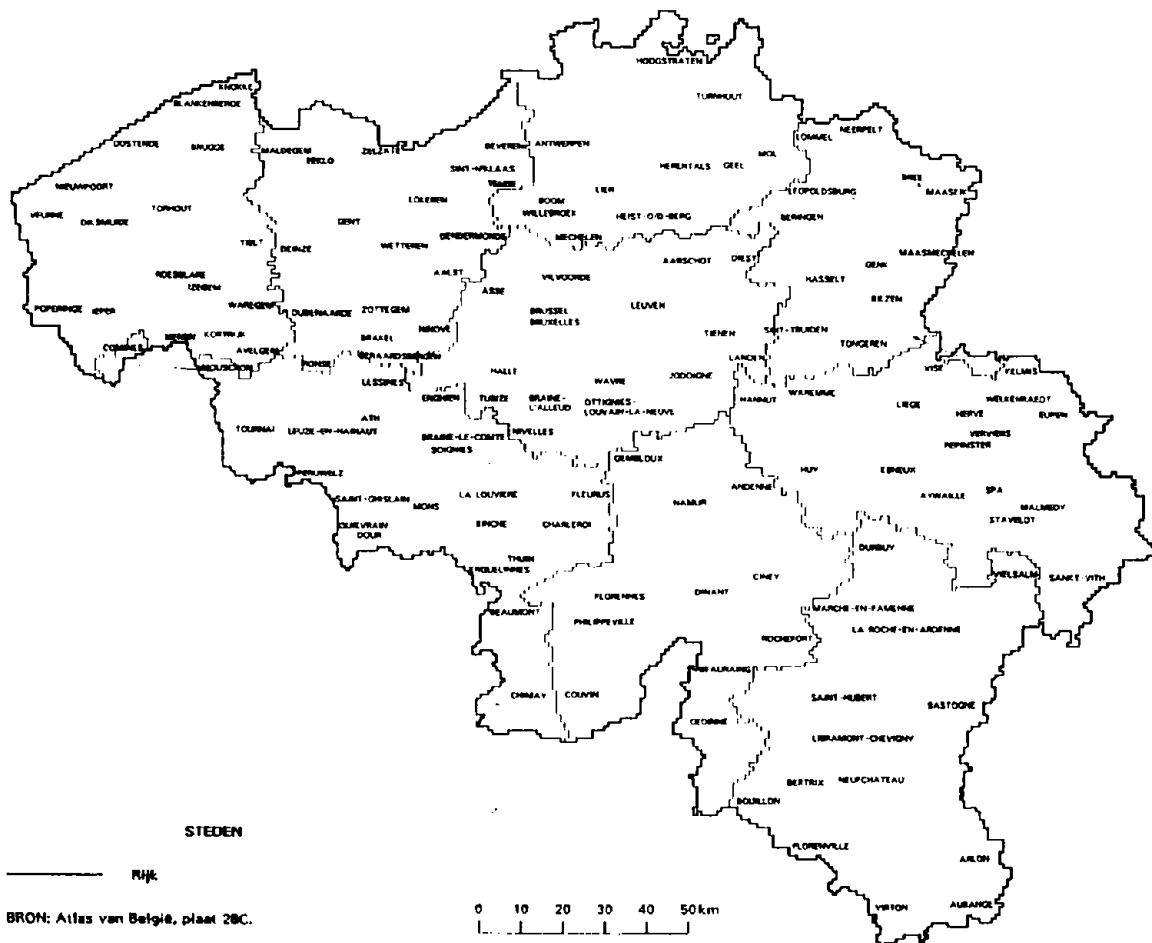 HOOGSTRATEN
KNOKKE
BLANKENBERGE
TURNHOUT
NEERPELT
LOMMEL
OOSTENDE
BRUGGE
MALDEGEM
EEKLO
ZELZATE
BEVEREN
ANTWERPEN
MOL
HERENTALS
GEEL
SINT-NIKLAAS
TEMSE
NIEUWPOORT
BREE
MAASEIK
LEOPOLDSBURG
LIER
BOOM
LOKEREN
WILLEBROEK
HEIST-O/D-BERG
BERINGEN
VEURNE
DIKSMUIDE
TORHOUT
GENT
DENDERMONDE
MECHELEN
TIELT
DEINZE
WETTEREN
AALST
ASSE
VILVOORDE
AARSCHOT
DIEST
MAASMECHELEN
GENK
HASSELT
ROESELARE
IZEGEM
BILZEN
POPERINGE
IEPER
WAREGEM
OUDENAARDE
ZOTTEGEM
BRUSSEL
BRUXELLES
LEUVEN
NINOVE
TIENEN
SINT-TRUIDEN
TONGEREN
MENEN
KORTRIJK
AVELGEM
BRAKEL
GERAARDSBERGEN
COMINES
MOUSCRON
RONSE
LANDEN
VISE
KELMIS
HALLE
LESSINES
WAVRE
JODOIGNE
ENGHIEN
TUBIZE
BRAINE-
L'ALLEUD
OTTIGNIES-
LOUVAIN-LA-NEUVE
HANNUT
WAREMME
LIEGE
WELKENRAEDT
HERVE
EUPEN
TOURNAI
LEUZE-EN-HAINAUT
ATH
BRAINE-LE-COMTE
SOIGNIES
NIVELLES
VERVIERS
PEPINSTER
GEMBLOUX
PERUWELZ
HUY
ESNEUX
ANDENNE
SAINT-GHISLAIN
MONS
LA LOUVIERE
FLEURUS
NAMUR
AYWAILLE
SPA
MALMEDY
STAVELOT
QUIEVRAIN
DOUR
BINCHE
CHARLEROI
DURBUY
THUIN
ERQUELINNES
CINEY
VIELSALM
SANKT-VITH
FLORENNES
DINANT
BEAUMONT
MARCHE-EN-FAMENNE
PHILIPPEVILLE
LA ROCHE-EN-ARDENNE
ROCHEFORT
BEAURAING
CHIMAY
COUVIN
SAINT-HUBERT
BASTOGNE
GEDINNE
LIBRAMONT-CHEVIGNY
BERTRIX
NEUFCHATEAU
BOUILLON
FLORENVILLE
ARLON
VIRTON
AUBANGE
STEDEN
Rijk
BRON: Atlas van België, plaat 28C.
0 10 20 30 40 50 km